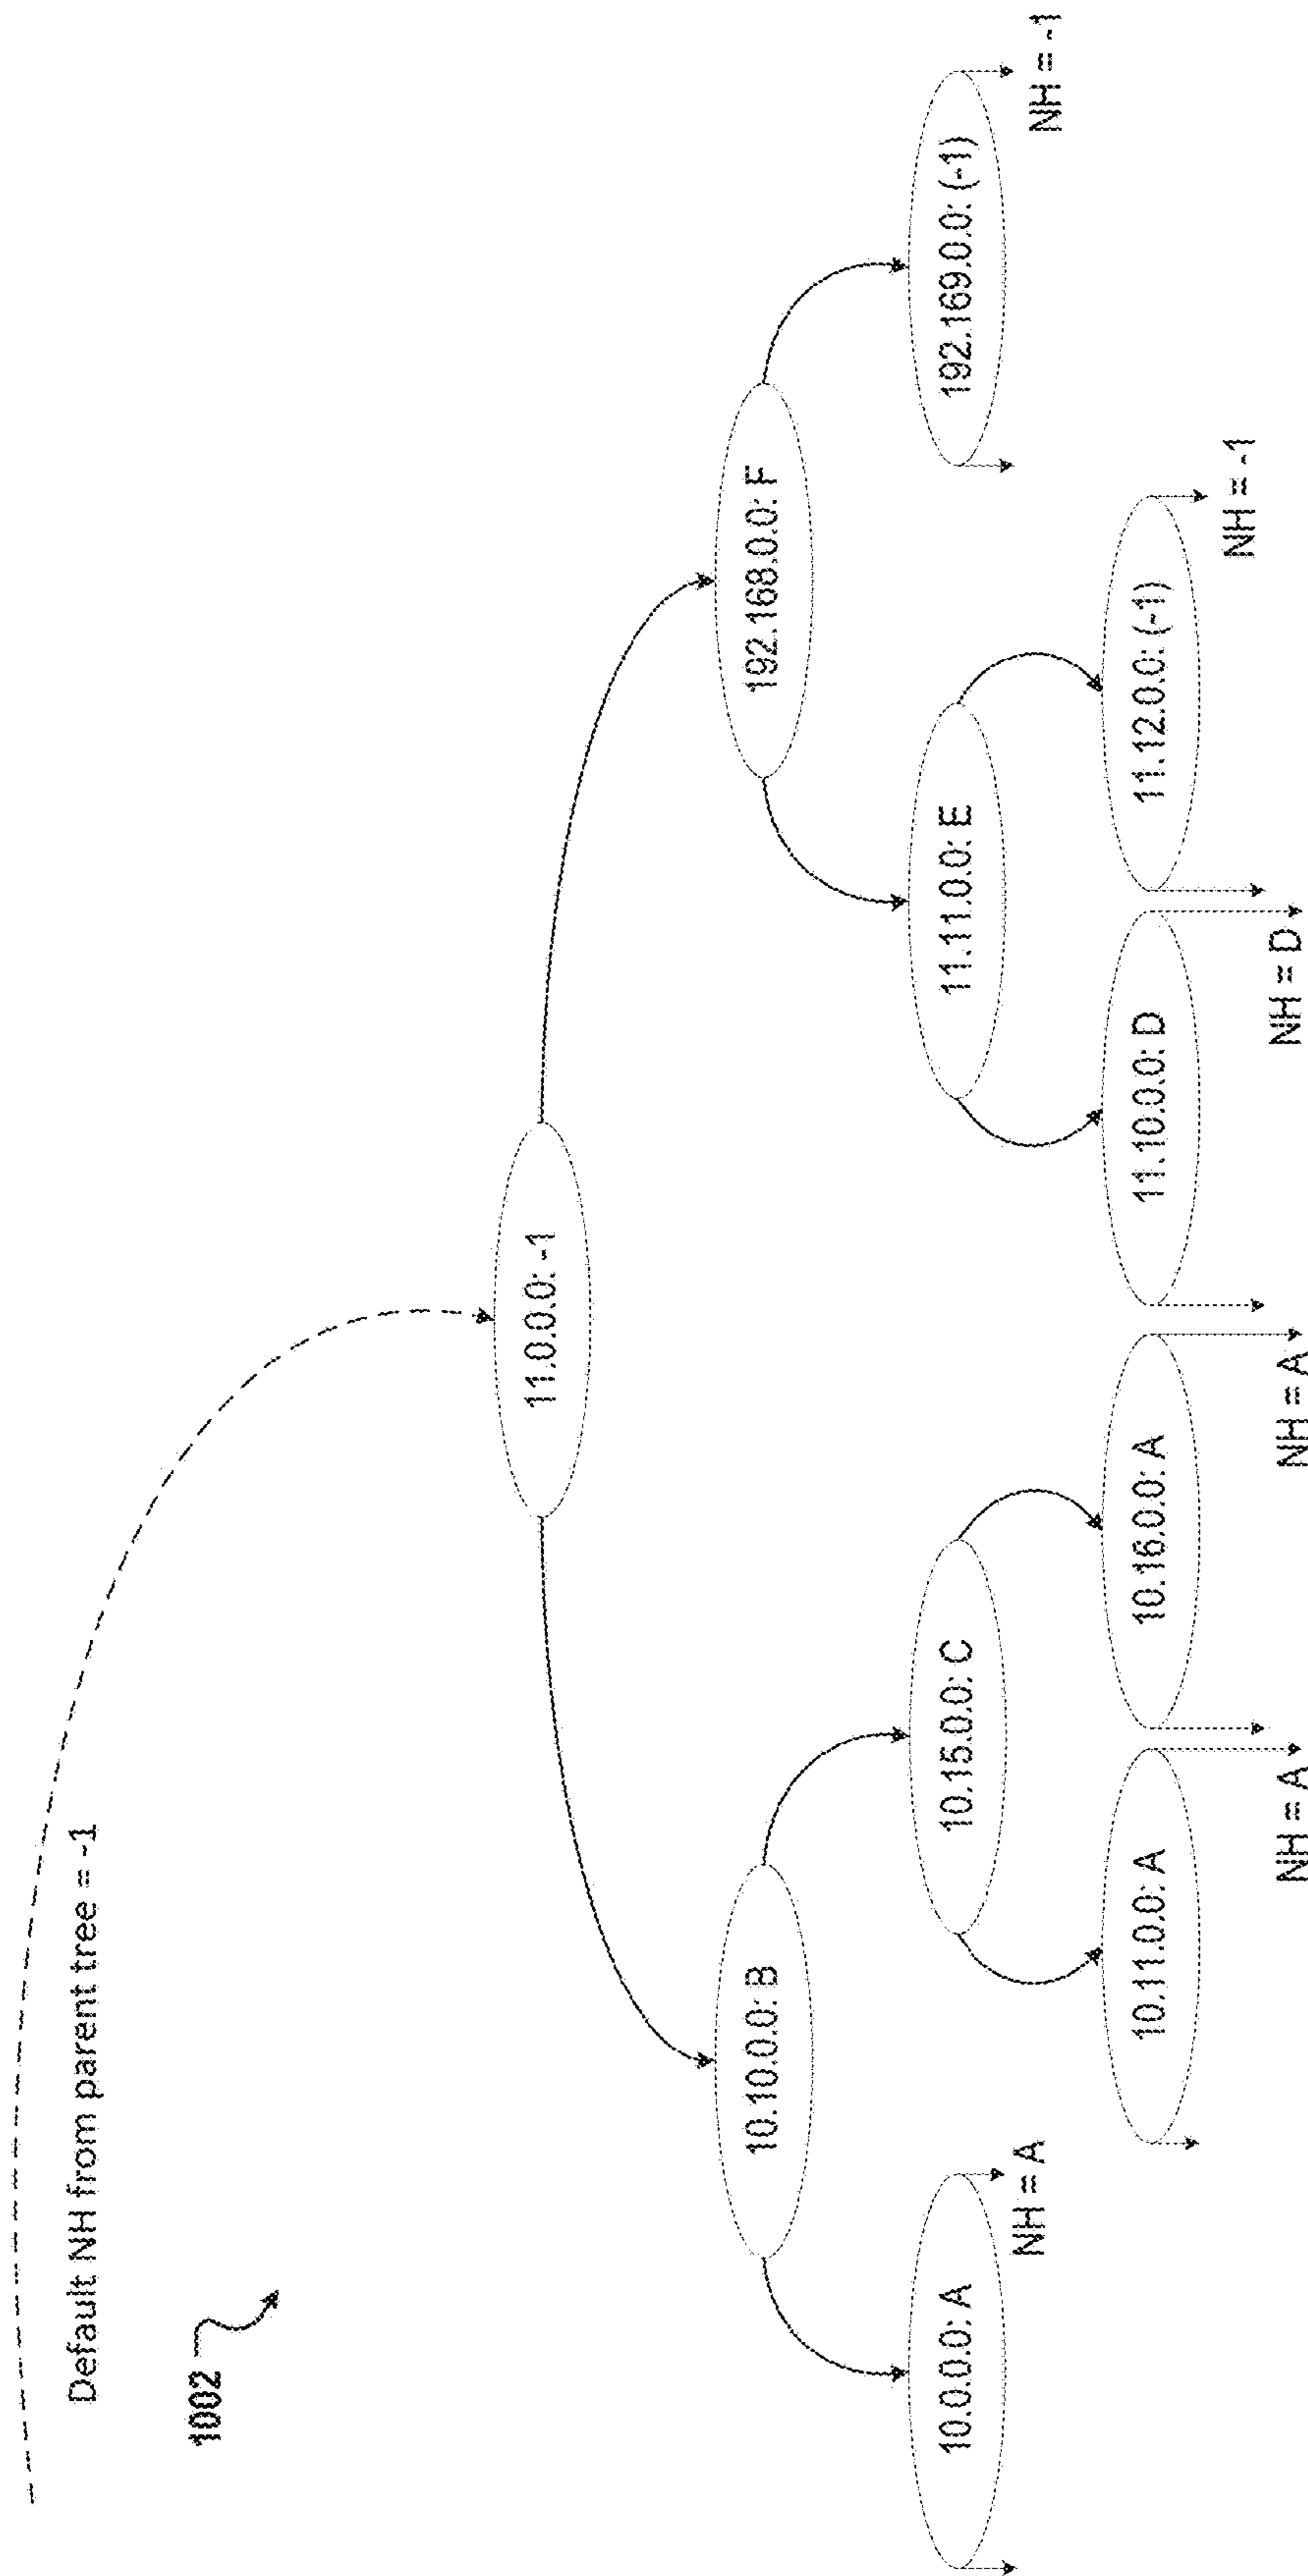 Default NH from parent tree = -1
1002
11.0.0.0: -1
10.10.0.0: B
192.168.0.0: F
10.0.0.0: A
10.15.0.0: C
11.11.0.0: E
192.169.0.0: (-1)
NH = A
NH = -1
10.11.0.0: A
10.16.0.0: A
11.10.0.0: D
11.12.0.0: (-1)
NH = A
NH = A
NH = D
NH = -1